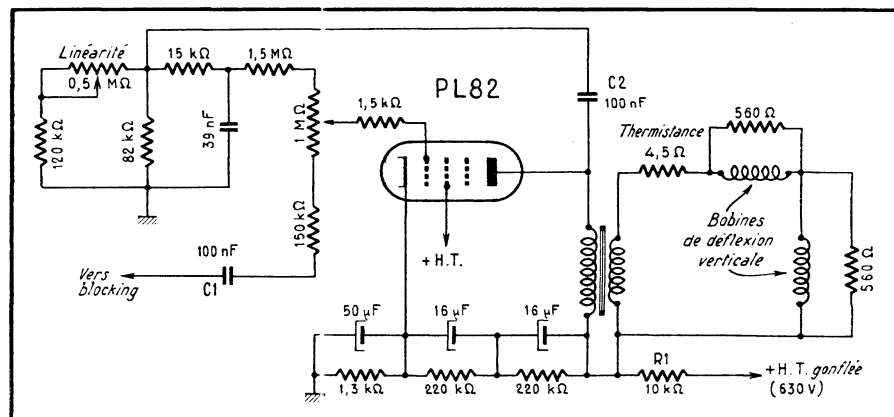 Linéarité
0,5 MΩ
15 kΩ
1,5 MΩ
120 kΩ
82 kΩ
39 nF
1 MΩ
1,5 kΩ
PL82
C2
100 nF
560 Ω
Thermistance
4,5 Ω
Bobines
de déflexion
verticale
560 Ω
150 kΩ
+ H.T.
100 nF
C1
Vers
blocking
50 µF
16 µF
16 µF
1,3 kΩ
220 kΩ
220 kΩ
R1
10 kΩ
+ H.T. gonflée
(630 V)